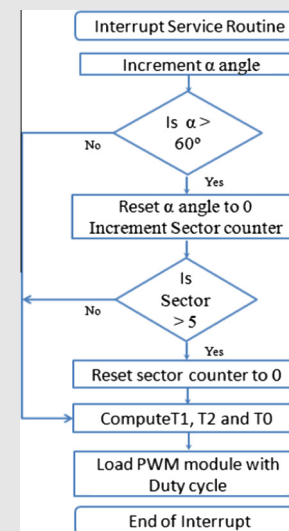 Interrupt Service Routine
Increment α angle
Is α >
60º
No
Yes
Reset α angle to 0
Increment Sector counter
Is
Sector
> 5
No
Yes
Reset sector counter to 0
ComputeT1, T2 and T0
Load PWM module with
Duty cycle
End of Interrupt